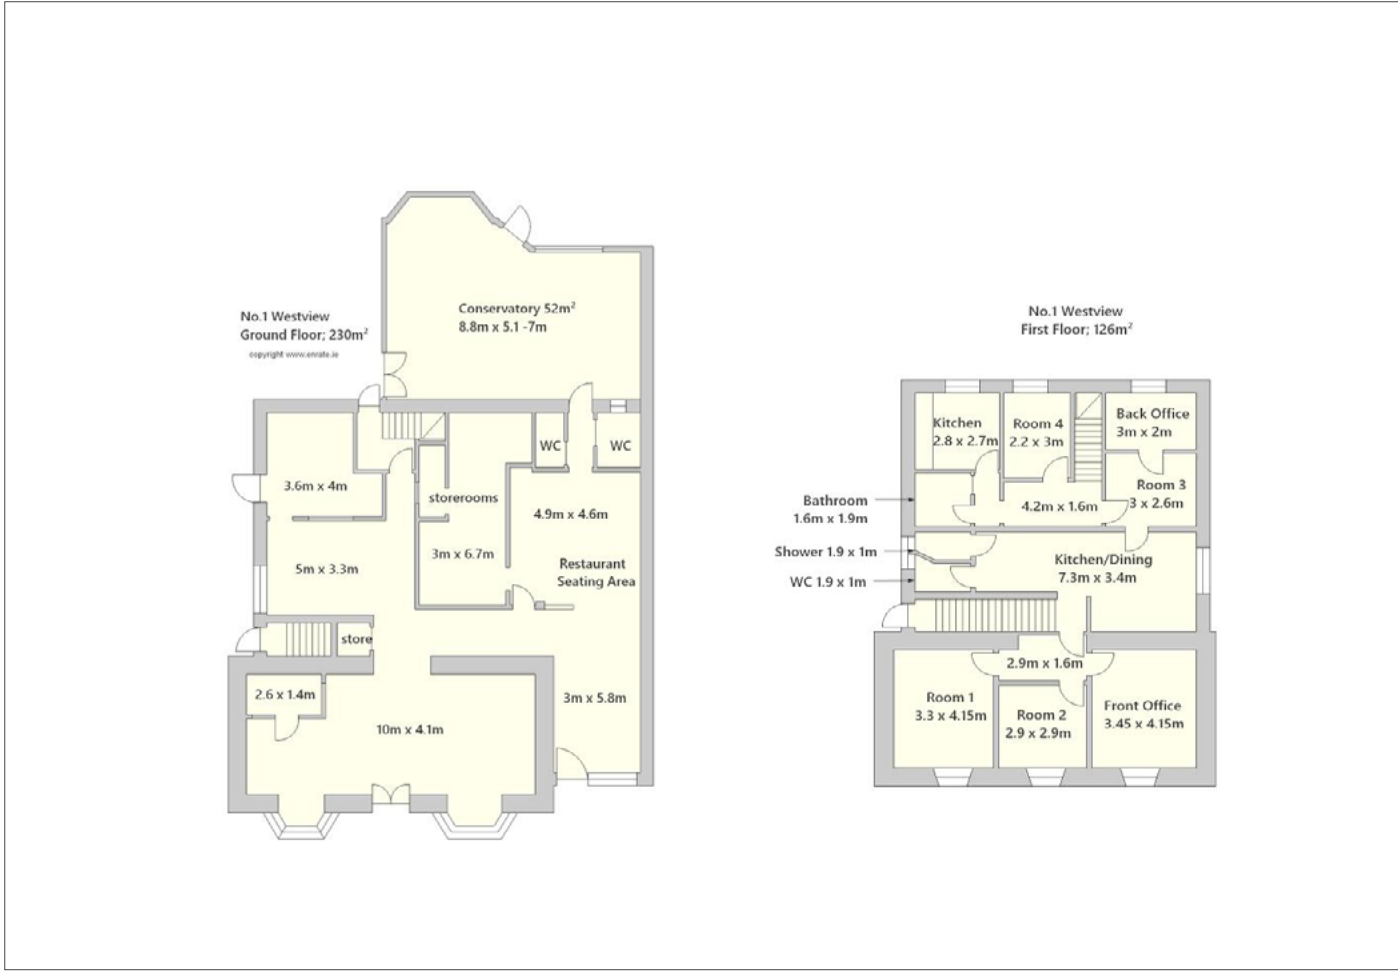 No.1 Westview
Ground Floor; 230m²
copyright www.enrate.ie
Conservatory 52m²
8.8m x 5.1 -7m
WC
WC
3.6m x 4m
storerooms
4.9m x 4.6m
3m x 6.7m
5m x 3.3m
Restaurant
Seating Area
store
2.6 x 1.4m
3m x 5.8m
10m x 4.1m
No.1 Westview
First Floor; 126m²
Kitchen
2.8 x 2.7m
Room 4
2.2 x 3m
Back Office
3m x 2m
Room 3
3 x 2.6m
Bathroom
1.6m x 1.9m
4.2m x 1.6m
Shower 1.9 x 1m
Kitchen/Dining
7.3m x 3.4m
WC 1.9 x 1m
2.9m x 1.6m
Room 1
3.3 x 4.15m
Room 2
2.9 x 2.9m
Front Office
3.45 x 4.15m